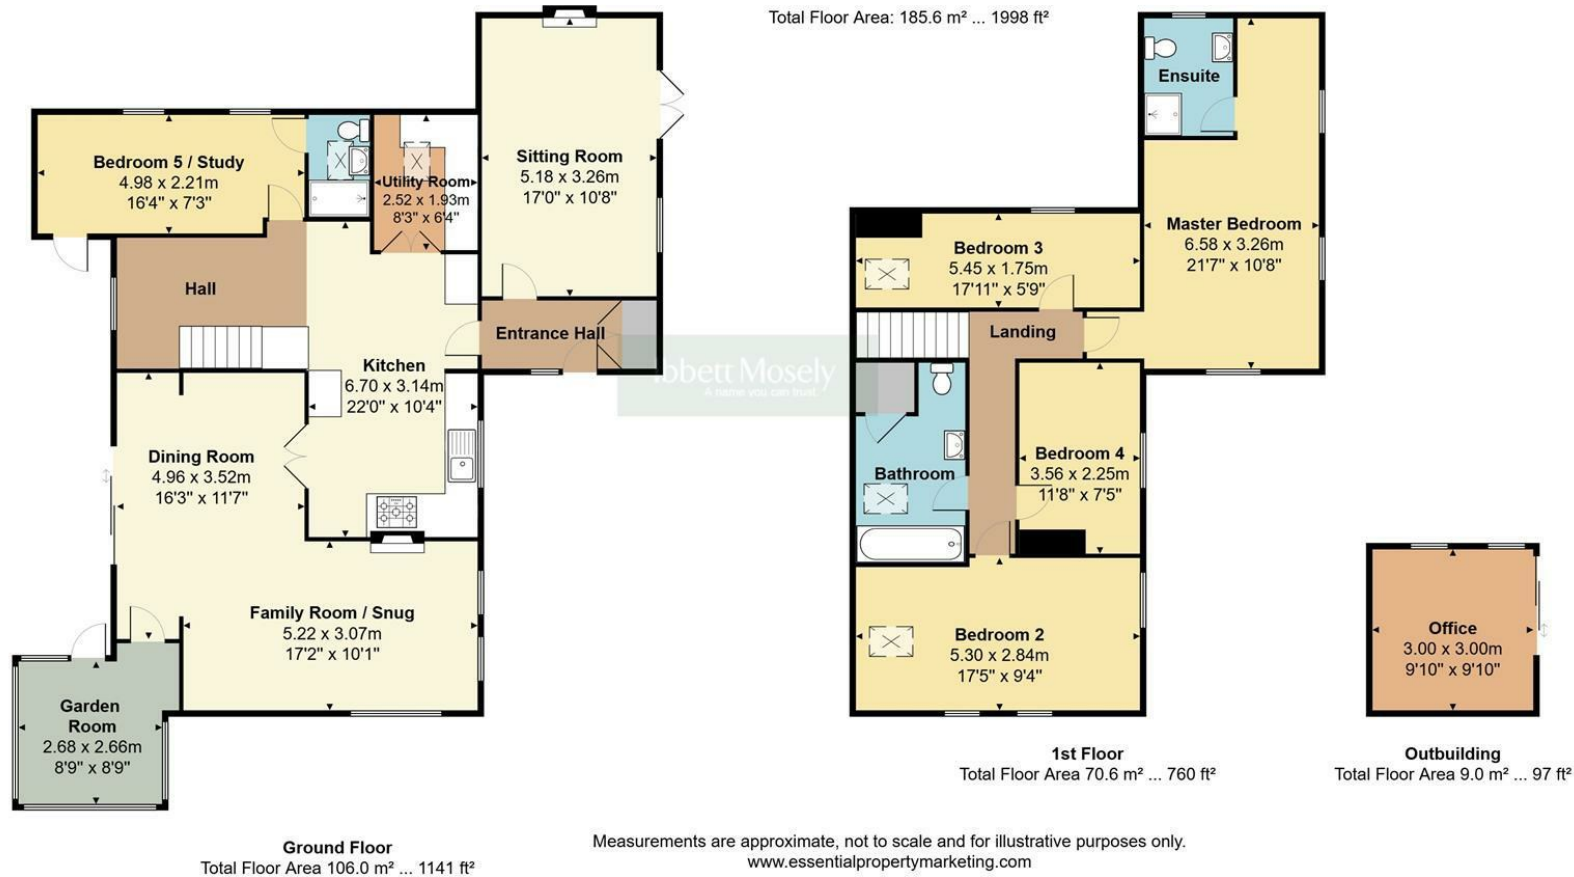 Total Floor Area: 185.6 m² ... 1998 ft²
Bedroom 5 / Study
4.98 x 2.21m
16'4" x 7'3"
Utility Room
2.52 x 1.93m
8'3" x 6'4"
Sitting Room
5.18 x 3.26m
17'0" x 10'8"
Hall
Entrance Hall
Kitchen
6.70 x 3.14m
22'0" x 10'4"
Dining Room
4.96 x 3.52m
16'3" x 11'7"
Family Room / Snug
5.22 x 3.07m
17'2" x 10'1"
Garden
Room
2.68 x 2.66m
8'9" x 8'9"
Ground Floor
Total Floor Area 106.0 m² ... 1141 ft²
Ibbett Mosely
A name you can trust
Ensuite
Master Bedroom
6.58 x 3.26m
21'7" x 10'8"
Bedroom 3
5.45 x 1.75m
17'11" x 5'9"
Landing
Bathroom
Bedroom 4
3.56 x 2.25m
11'8" x 7'5"
Bedroom 2
5.30 x 2.84m
17'5" x 9'4"
1st Floor
Total Floor Area 70.6 m² ... 760 ft²
Office
3.00 x 3.00m
9'10" x 9'10"
Outbuilding
Total Floor Area 9.0 m² ... 97 ft²
Measurements are approximate, not to scale and for illustrative purposes only.
www.essentialpropertymarketing.com